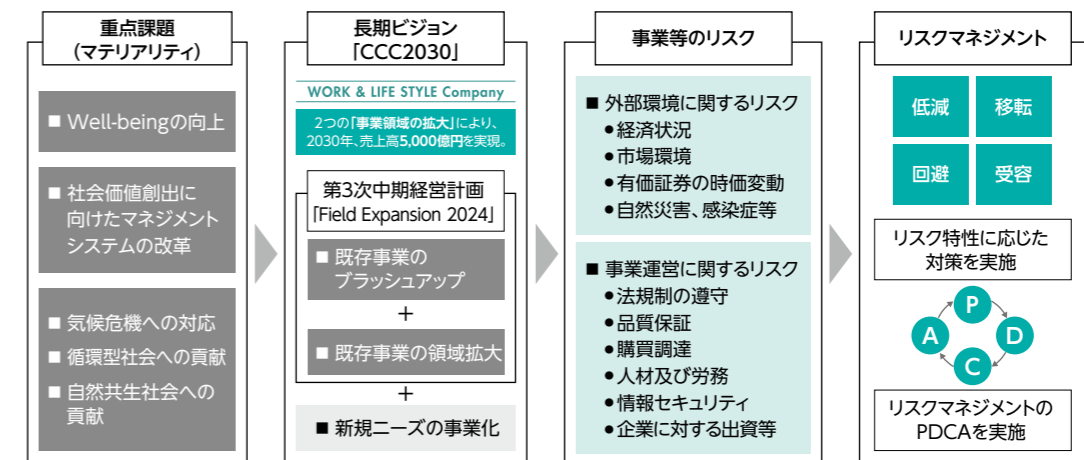 重点課題
(マテリアリティ)
■ Well-beingの向上
■ 社会価値創出に
向けたマネジメント
システムの改革
■ 気候危機への対応
■ 循環型社会への貢献
■ 自然共生社会への
貢献
長期ビジョン
「CCC2030」
WORK & LIFE STYLE Company
2つの「事業領域の拡大」により、
2030年、売上高5,000億円を実現。
第3次中期経営計画
「Field Expansion 2024」
■ 既存事業の
ブラッシュアップ
+
■ 既存事業の領域拡大
+
■ 新規ニーズの事業化
事業等のリスク
■ 外部環境に関するリスク
●経済状況
●市場環境
●有価証券の時価変動
●自然災害、感染症等
■ 事業運営に関するリスク
●法規制の遵守
●品質保証
●購買調達
●人材及び労務
●情報セキュリティ
●企業に対する出資等
リスクマネジメント
低減 移転
回避 受容
リスク特性に応じた
対策を実施
P
A D
C
リスクマネジメントの
PDCAを実施